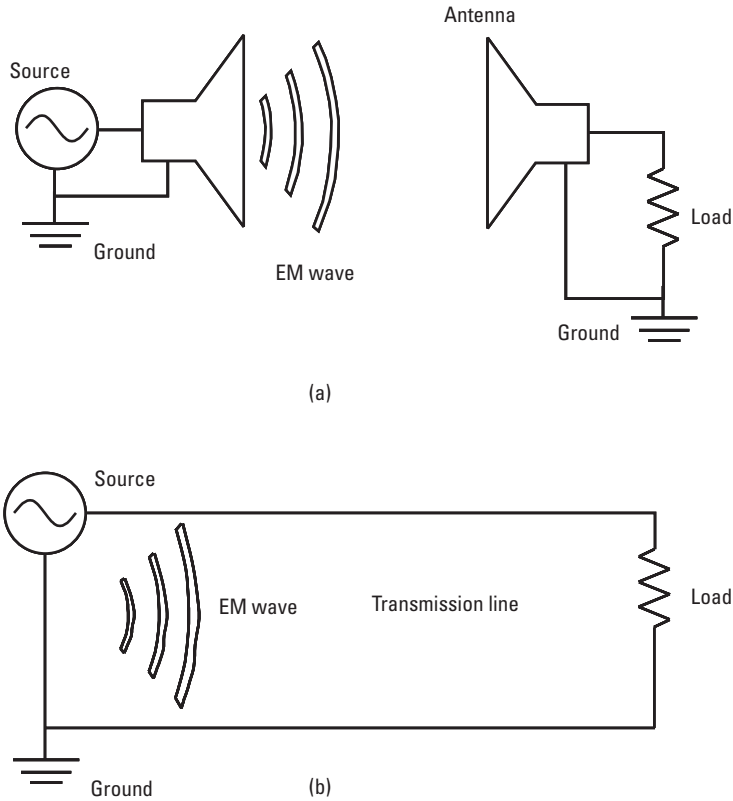 Antenna
Source
Load
Ground
EM wave
Ground
(a)
Source
EM wave
Transmission line
Load
Ground
(b)